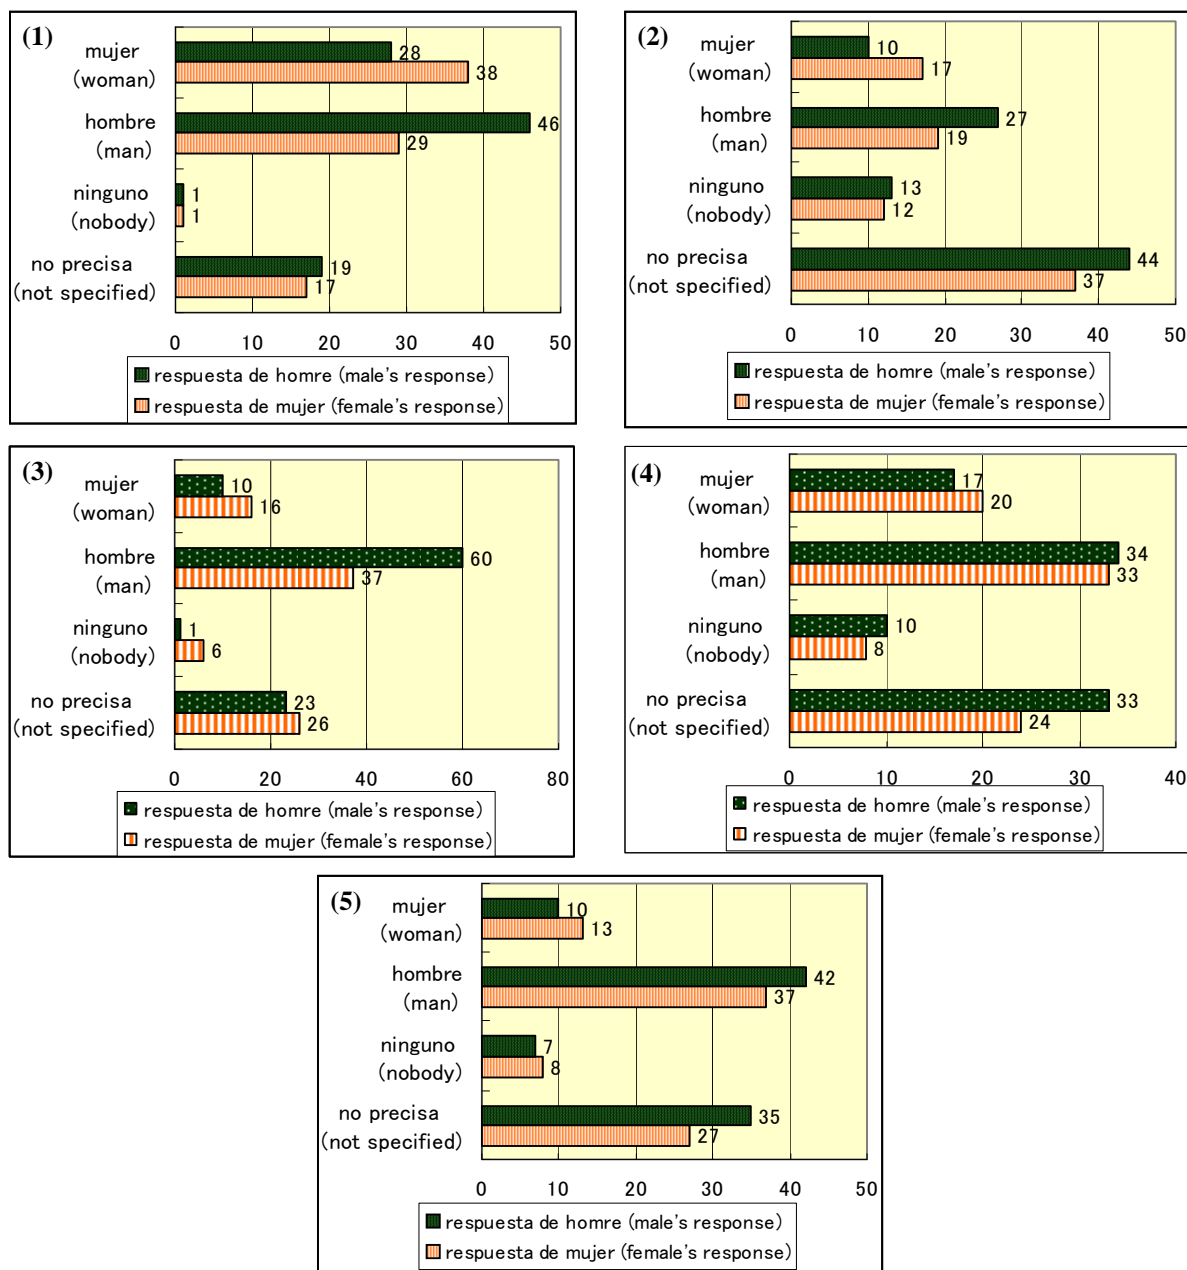 (1)
mujer
(woman)
28
38
hombre
(man)
46
29
ninguno
(nobody)
1
1
no precisa
(not specified)
19
17
0 10 20 30 40 50
respuesta de homre (male's response)
respuesta de mujer (female's response)
(2)
mujer
(woman)
10
17
hombre
(man)
27
19
ninguno
(nobody)
13
12
no precisa
(not specified)
44
37
0 10 20 30 40 50
respuesta de homre (male's response)
respuesta de mujer (female's response)
(3)
mujer
(woman)
10
16
hombre
(man)
60
37
ninguno
(nobody)
1
6
no precisa
(not specified)
23
26
0 20 40 60 80
respuesta de homre (male's response)
respuesta de mujer (female's response)
(4)
mujer
(woman)
17
20
hombre
(man)
34
33
ninguno
(nobody)
10
8
no precisa
(not specified)
33
24
0 10 20 30 40
respuesta de homre (male's response)
respuesta de mujer (female's response)
(5)
mujer
(woman)
10
13
hombre
(man)
42
37
ninguno
(nobody)
7
8
no precisa
(not specified)
35
27
0 10 20 30 40 50
respuesta de homre (male's response)
respuesta de mujer (female's response)